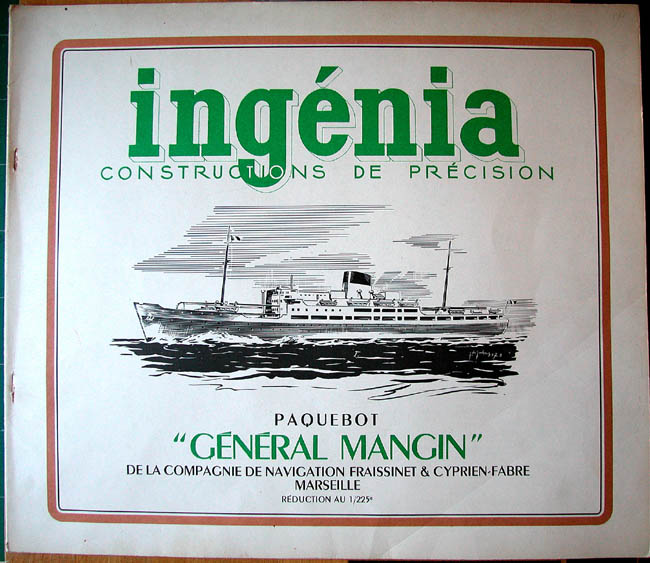 ingénia
CONSTRUCTIONS DE PRÉCISION
PAQUEBOT
"GÉNÉRAL MANGIN"
DE LA COMPAGNIE DE NAVIGATION FRAISSINET & CYPRIEN-FABRE
MARSEILLE
RÉDUCTION AU 1/225e